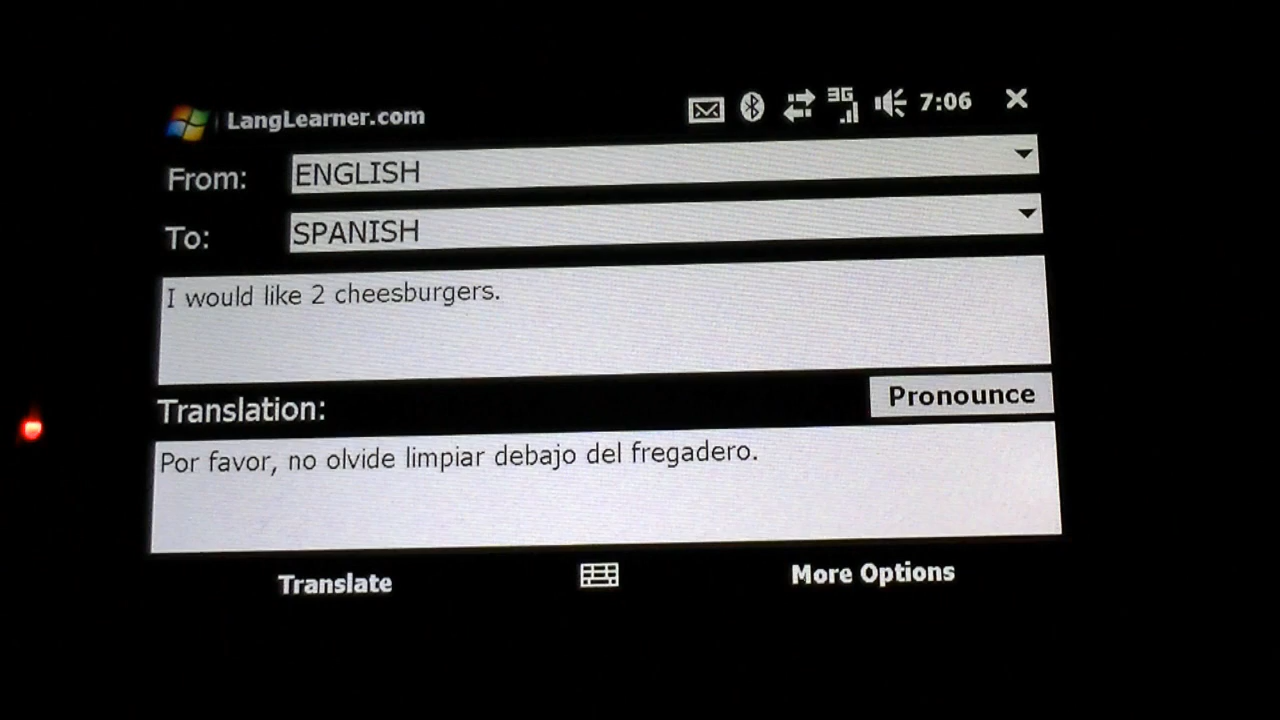 LangLearner.com 3G 7:06
From: ENGLISH
To: SPANISH
I would like 2 cheesburgers.
Translation: Pronounce
Por favor, no olvide limpiar debajo del fregadero.
Translate More Options